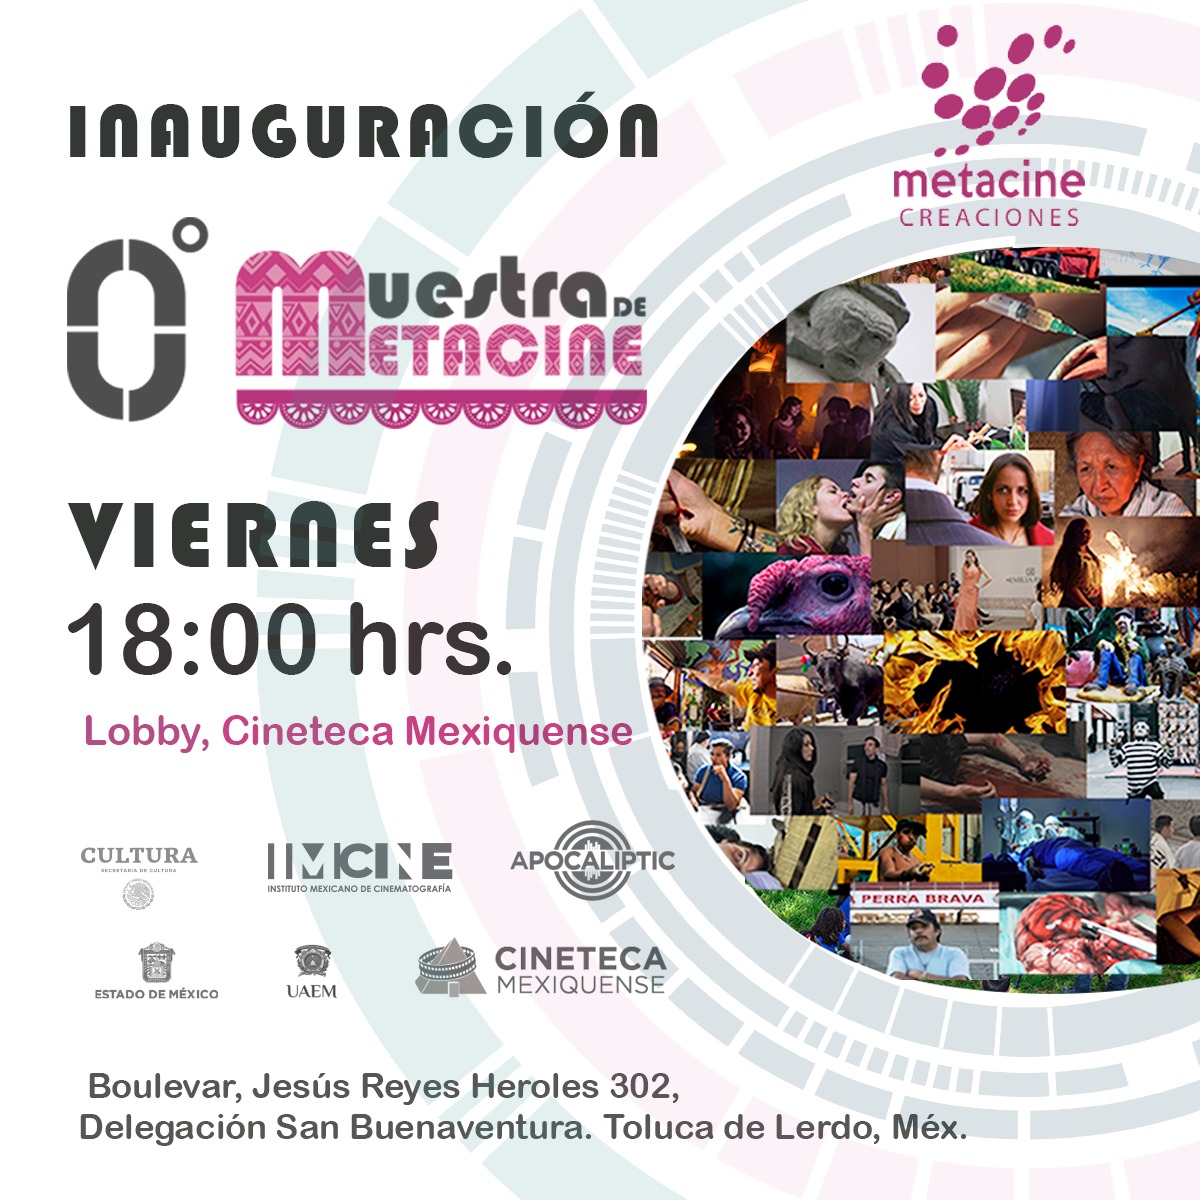 INAUGURACIÓN
metacine
CREACIONES
0° MUESTRA DE
METACINE
VIERNES
18:00 hrs.
Lobby, Cineteca Mexiquense
CULTURA
SECRETARÍA DE CULTURA
IMCINE
INSTITUTO MEXICANO DE CINEMATOGRAFÍA
APOCALIPTIC
A PERRA BRAVA
ESTADO DE MÉXICO
UAEM
CINETECA
MEXIQUENSE
Boulevar, Jesús Reyes Heroles 302,
Delegación San Buenaventura. Toluca de Lerdo, Méx.